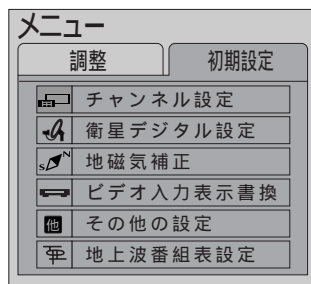 メニュー
調整 初期設定
チャンネル設定
衛星デジタル設定
S N 地磁気補正
ビデオ入力表示書換
他 その他の設定
地上波番組表設定